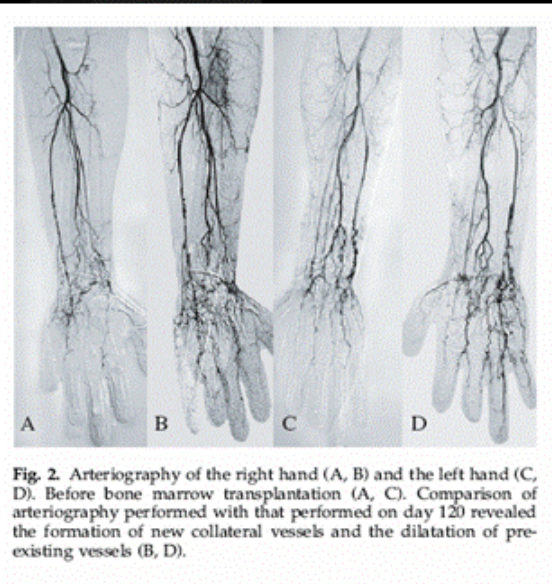 A B C D
Fig. 2. Arteriography of the right hand (A, B) and the left hand (C,
D). Before bone marrow transplantation (A, C). Comparison of
arteriography performed with that performed on day 120 revealed
the formation of new collateral vessels and the dilatation of pre-
existing vessels (B, D).